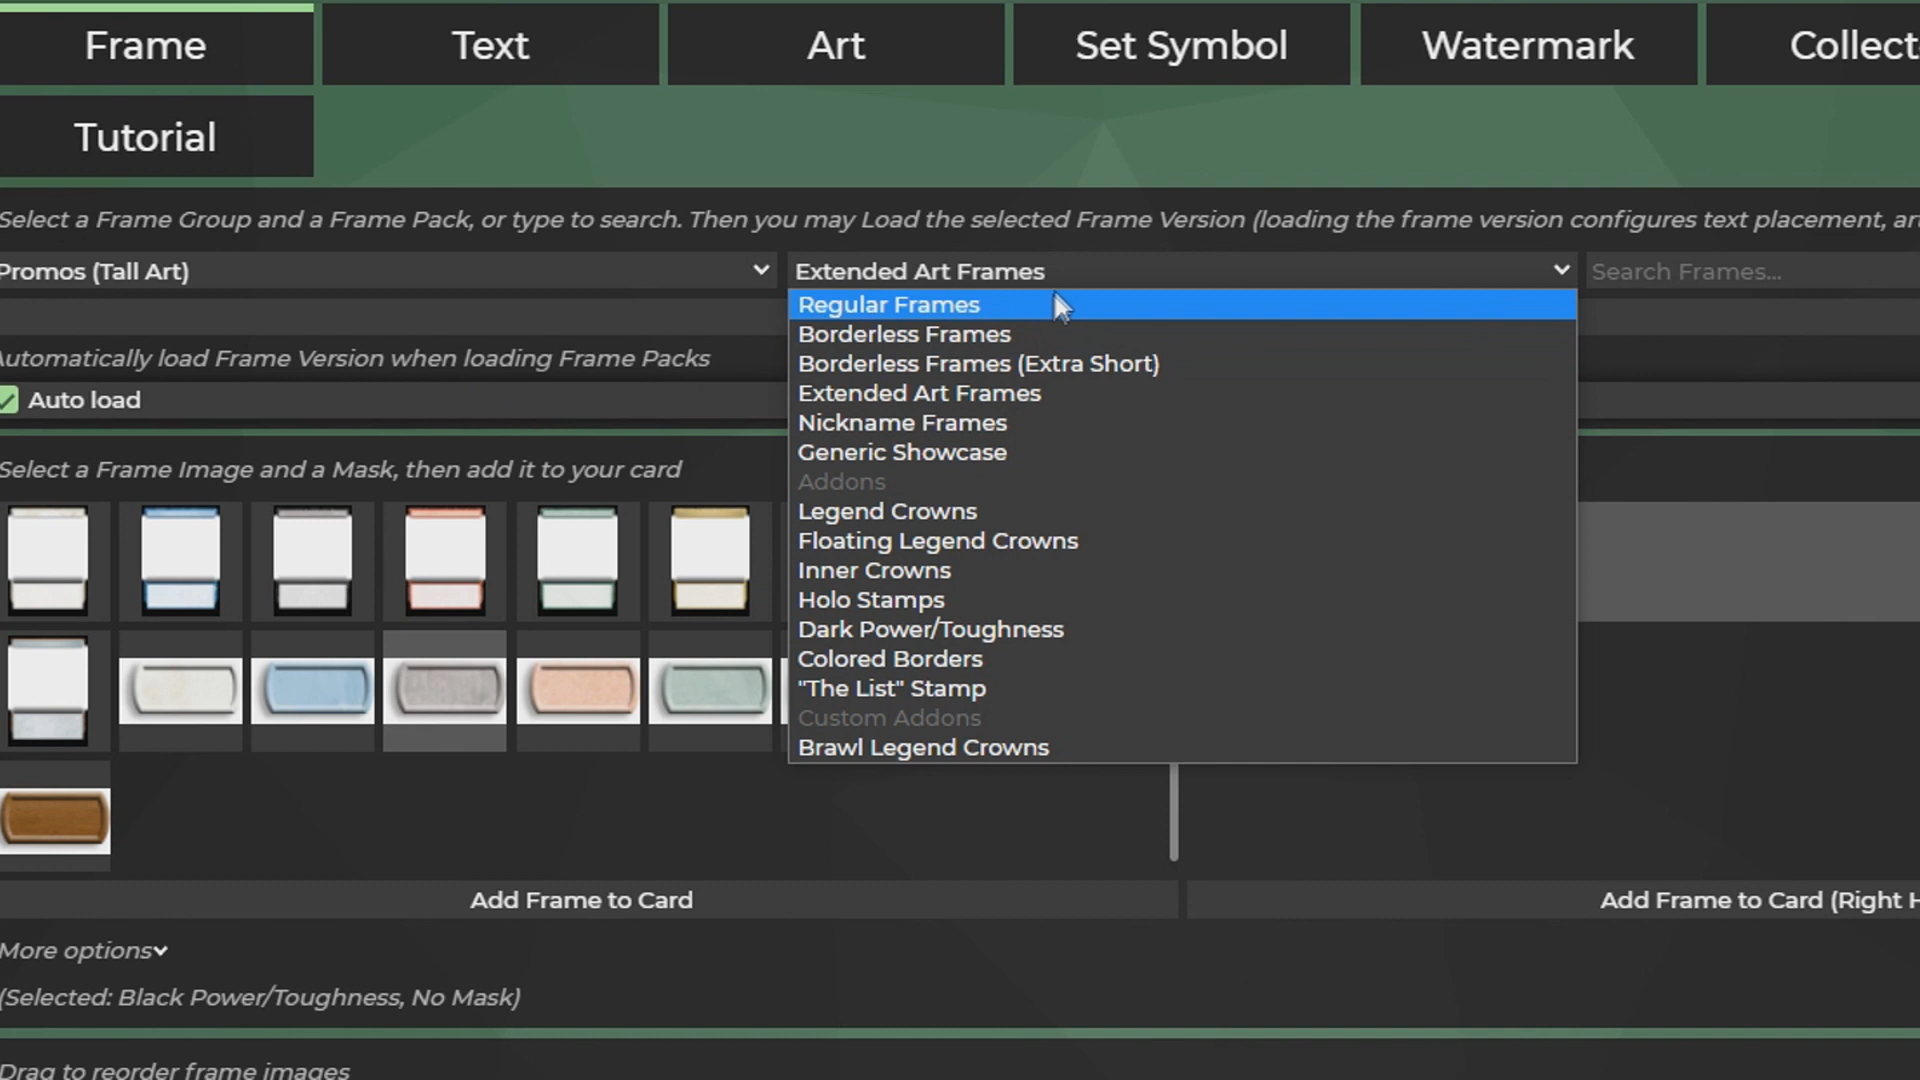 Frame
Text
Art
Set Symbol
Watermark
Collect
Tutorial
Select a Frame Group and a Frame Pack, or type to search. Then you may Load the selected Frame Version (loading the frame version configures text placement, ar
Promos (Tall Art)
Extended Art Frames
Search Frames...
Regular Frames
Borderless Frames
Borderless Frames (Extra Short)
Extended Art Frames
Nickname Frames
Generic Showcase
Addons
Legend Crowns
Floating Legend Crowns
Inner Crowns
Holo Stamps
Dark Power/Toughness
Colored Borders
"The List" Stamp
Custom Addons
Brawl Legend Crowns
Automatically load Frame Version when loading Frame Packs
Auto load
Select a Frame Image and a Mask, then add it to your card
Add Frame to Card
Add Frame to Card (Right H
More options
(Selected: Black Power/Toughness, No Mask)
Drag to reorder frame images